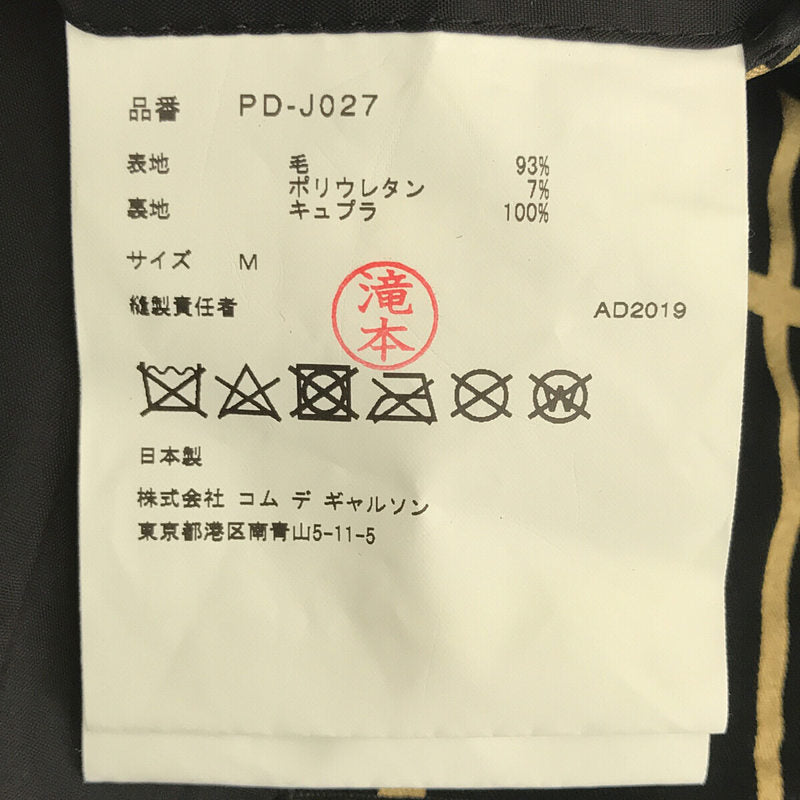 品番 PD-J027
表地 毛 93%
ポリウレタン 7%
裏地 キュプラ 100%
サイズ M
縫製責任者 滝本 AD2019
W
日本製
株式会社 コム デ ギャルソン
東京都港区南青山5-11-5